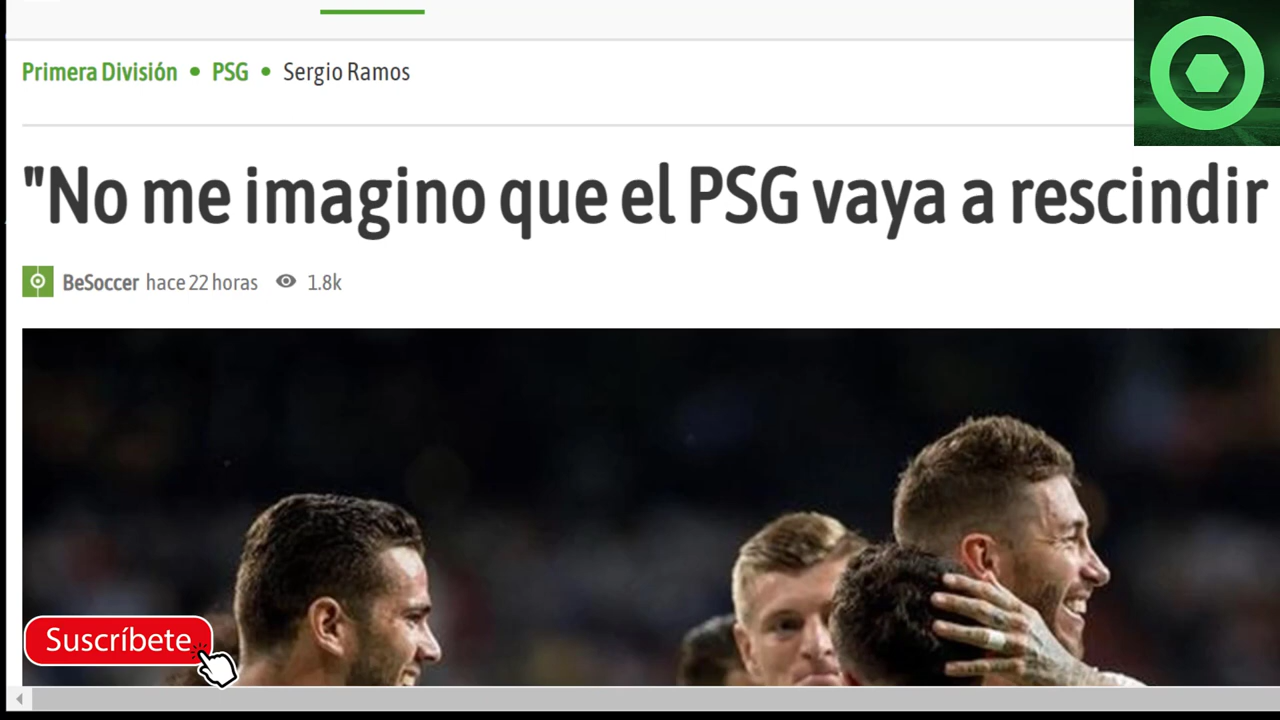 Primera División • PSG • Sergio Ramos
"No me imagino que el PSG vaya a rescindir
BeSoccer hace 22 horas 1.8k
Suscríbete